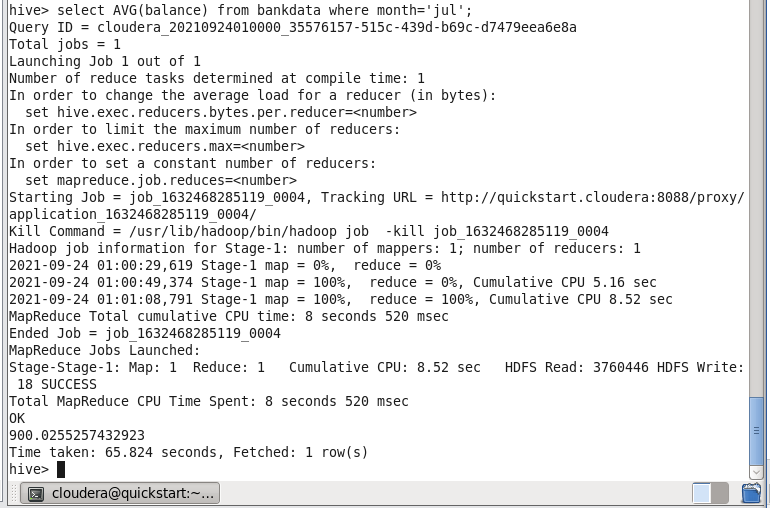 hive> select AVG(balance) from bankdata where month='jul';
Query ID = cloudera_20210924010000_35576157-515c-439d-b69c-d7479eea6e8a
Total jobs = 1
Launching Job 1 out of 1
Number of reduce tasks determined at compile time: 1
In order to change the average load for a reducer (in bytes):
  set hive.exec.reducers.bytes.per.reducer=<number>
In order to limit the maximum number of reducers:
  set hive.exec.reducers.max=<number>
In order to set a constant number of reducers:
  set mapreduce.job.reduces=<number>
Starting Job = job_1632468285119_0004, Tracking URL = http://quickstart.cloudera:8088/proxy/
application_1632468285119_0004/
Kill Command = /usr/lib/hadoop/bin/hadoop job  -kill job_1632468285119_0004
Hadoop job information for Stage-1: number of mappers: 1; number of reducers: 1
2021-09-24 01:00:29,619 Stage-1 map = 0%,  reduce = 0%
2021-09-24 01:00:49,374 Stage-1 map = 100%,  reduce = 0%, Cumulative CPU 5.16 sec
2021-09-24 01:01:08,791 Stage-1 map = 100%,  reduce = 100%, Cumulative CPU 8.52 sec
MapReduce Total cumulative CPU time: 8 seconds 520 msec
Ended Job = job_1632468285119_0004
MapReduce Jobs Launched:
Stage-Stage-1: Map: 1  Reduce: 1   Cumulative CPU: 8.52 sec   HDFS Read: 3760446 HDFS Write:
 18 SUCCESS
Total MapReduce CPU Time Spent: 8 seconds 520 msec
OK
900.0255257432923
Time taken: 65.824 seconds, Fetched: 1 row(s)
hive>
cloudera@quickstart:~...